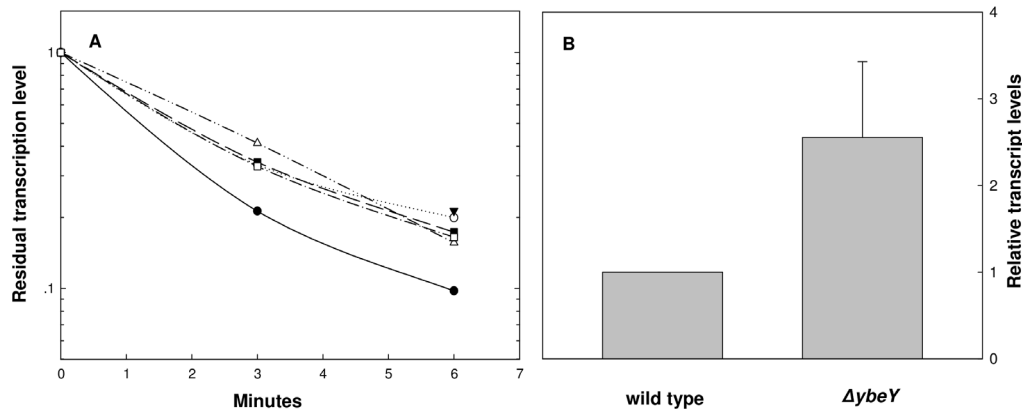 A
Residual transcription level
1
.1
0 1 2 3 4 5 6 7
Minutes
B
4
3
2
1
0
Relative transcript levels
wild type ΔybeY